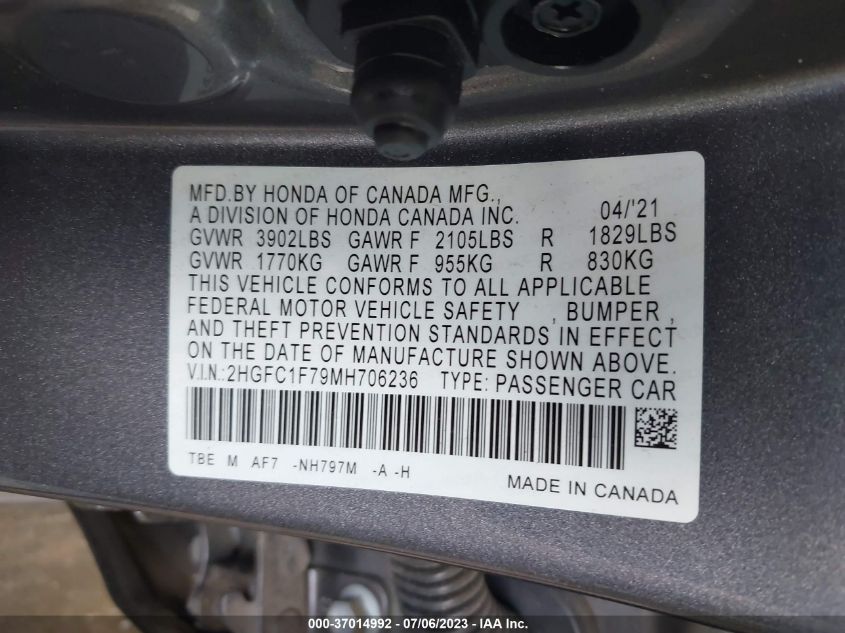 MFD.BY HONDA OF CANADA MFG.,
A DIVISION OF HONDA CANADA INC. 04/'21
GVWR 3902LBS GAWR F 2105LBS R 1829LBS
GVWR 1770KG GAWR F 955KG R 830KG
THIS VEHICLE CONFORMS TO ALL APPLICABLE
FEDERAL MOTOR VEHICLE SAFETY , BUMPER ,
AND THEFT PREVENTION STANDARDS IN EFFECT
ON THE DATE OF MANUFACTURE SHOWN ABOVE.
V.I.N.:2HGFC1F79MH706236 TYPE: PASSENGER CAR
TBE M AF7 -NH797M -A -H
MADE IN CANADA
000-37014992 - 07/06/2023 - IAA Inc.